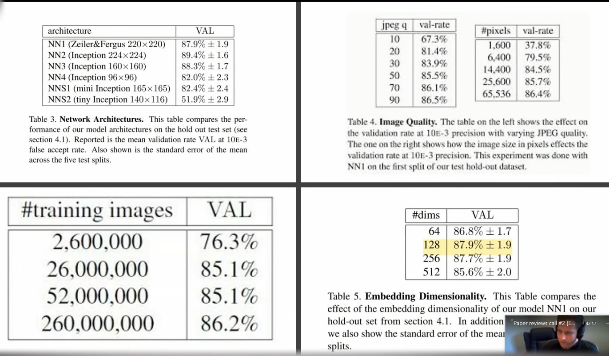 architecture VAL
NN1 (Zeiler&Fergus 220×220) 87.9% ± 1.9
NN2 (Inception 224×224) 89.4% ± 1.6
NN3 (Inception 160×160) 88.3% ± 1.7
NN4 (Inception 96×96) 82.0% ± 2.3
NNS1 (mini Inception 165×165) 82.4% ± 2.4
NNS2 (tiny Inception 140×116) 51.9% ± 2.9
Table 3. Network Architectures. This table compares the per-
formance of our model architectures on the hold out test set (see
section 4.1). Reported is the mean validation rate VAL at 10E-3
false accept rate. Also shown is the standard error of the mean
across the five test splits.
jpeg q val-rate
10 67.3%
20 81.4%
30 83.9%
50 85.5%
70 86.1%
90 86.5%
#pixels val-rate
1,600 37.8%
6,400 79.5%
14,400 84.5%
25,600 85.7%
65,536 86.4%
Table 4. Image Quality. The table on the left shows the effect on
the validation rate at 10E-3 precision with varying JPEG quality.
The one on the right shows how the image size in pixels effects the
validation rate at 10E-3 precision. This experiment was done with
NN1 on the first split of our test hold-out dataset.
#training images VAL
2,600,000 76.3%
26,000,000 85.1%
52,000,000 85.1%
260,000,000 86.2%
#dims VAL
64 86.8% ± 1.7
128 87.9% ± 1.9
256 87.7% ± 1.9
512 85.6% ± 2.0
Table 5. Embedding Dimensionality. This Table compares the
effect of the embedding dimensionality of our model NN1 on our
hold-out set from section 4.1. In addition
we also show the standard error of the mean
splits.
Paper reviews call #2